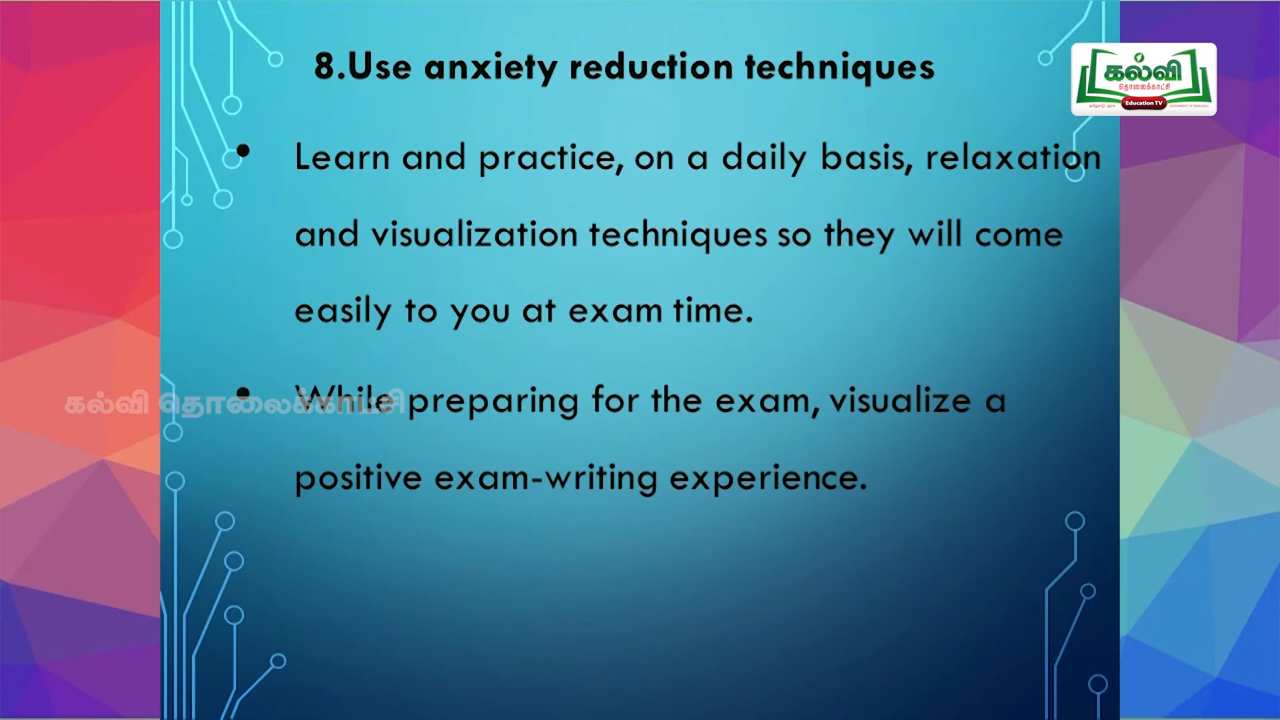 8.Use anxiety reduction techniques
கல்வி
தொலைக்காட்சி
Education TV
• Learn and practice, on a daily basis, relaxation
and visualization techniques so they will come
easily to you at exam time.
• While preparing for the exam, visualize a
கல்வி தொலைக்காட்சி
positive exam-writing experience.